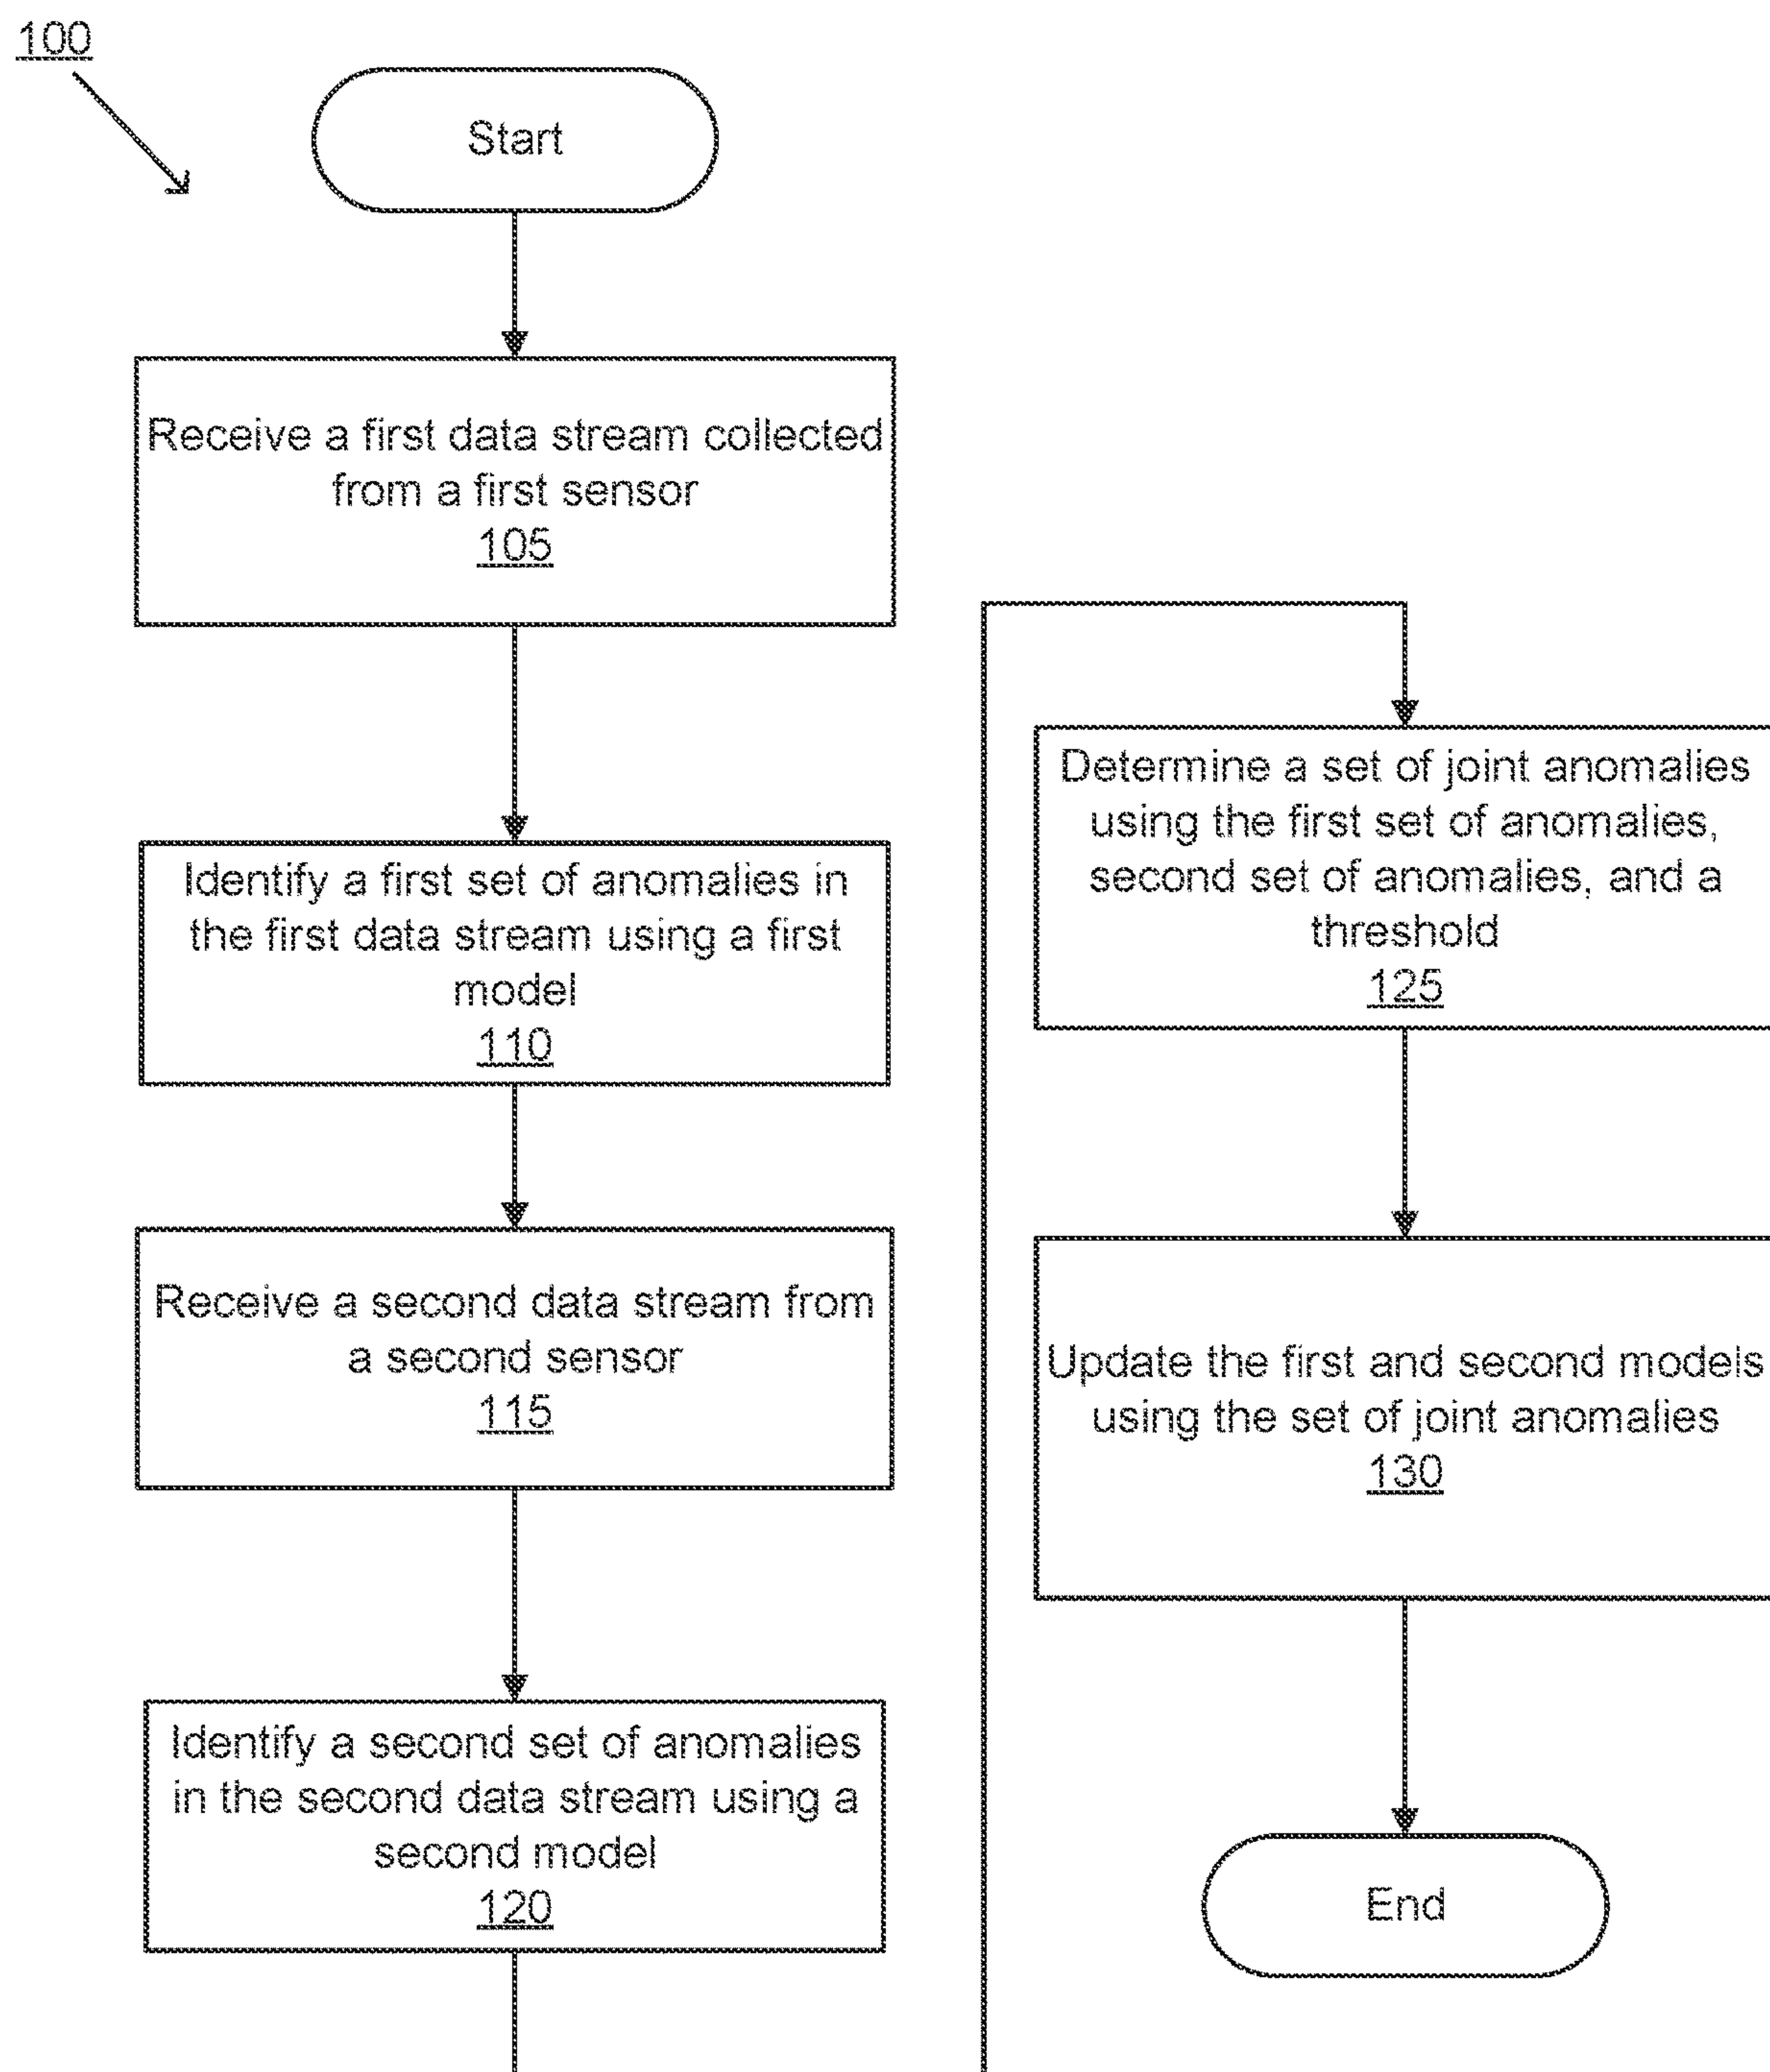 100
Start
Receive a first data stream collected
from a first sensor
105
Identify a first set of anomalies in
the first data stream using a first
model
110
Receive a second data stream from
a second sensor
115
Identify a second set of anomalies
in the second data stream using a
second model
120
Determine a set of joint anomalies
using the first set of anomalies,
second set of anomalies, and a
threshold
125
Update the first and second models
using the set of joint anomalies
130
End